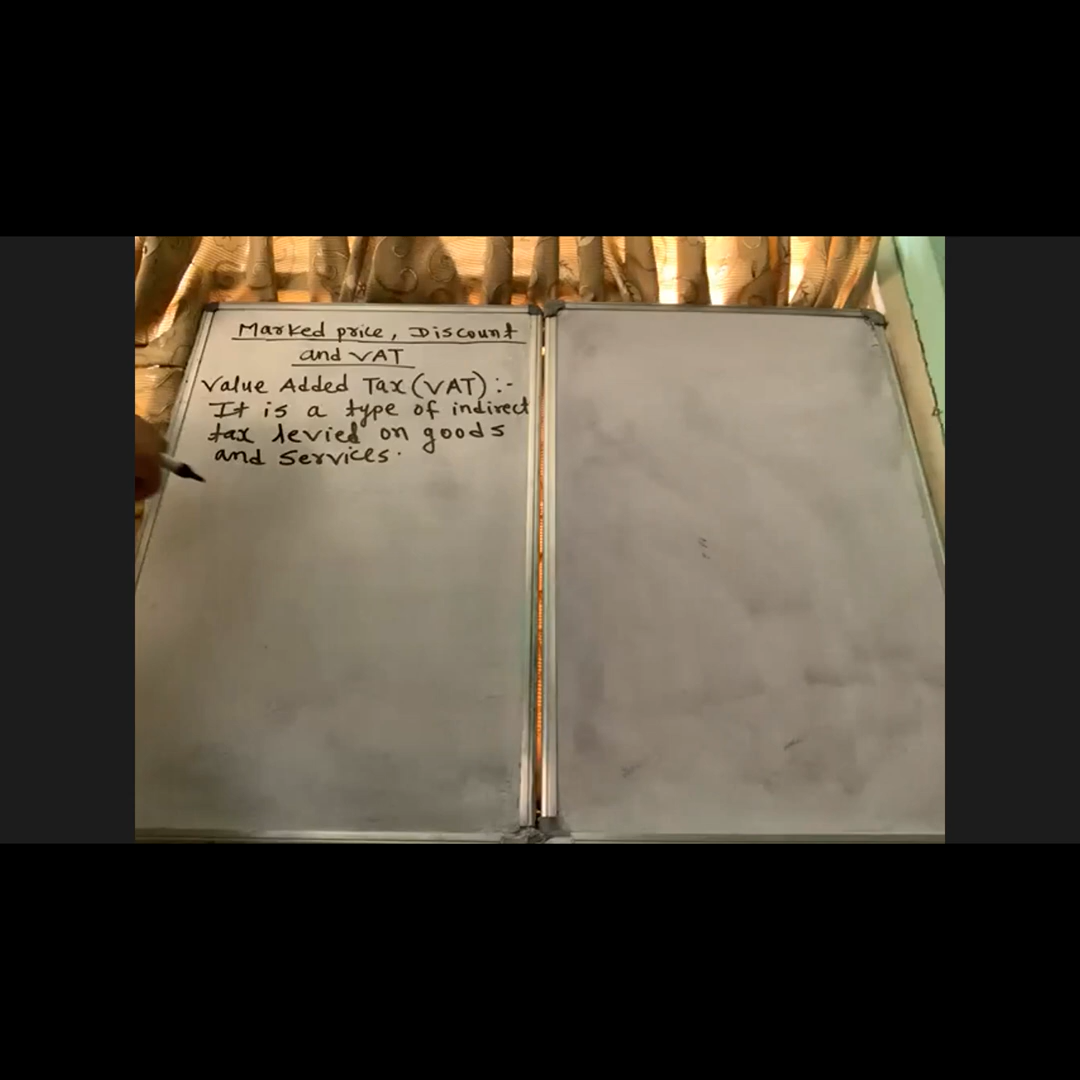 Marked price, Discount
and VAT
Value Added Tax (VAT) :-
It is a type of indirect
tax levied on goods
and services.